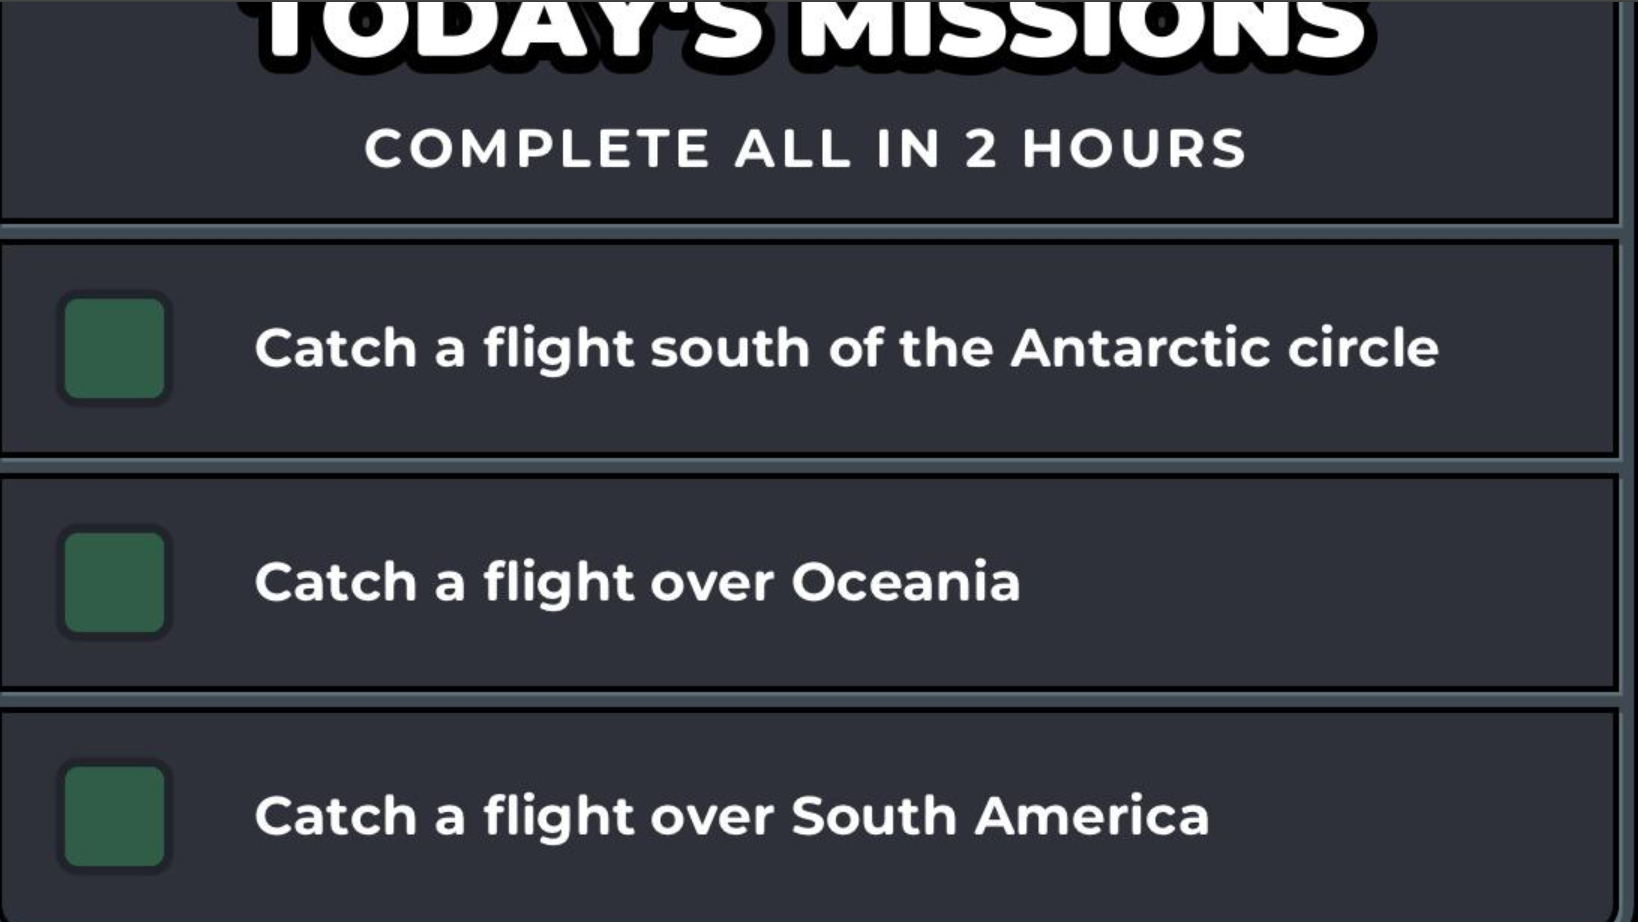 TODAY'S MISSIONS
COMPLETE ALL IN 2 HOURS
Catch a flight south of the Antarctic circle
Catch a flight over Oceania
Catch a flight over South America